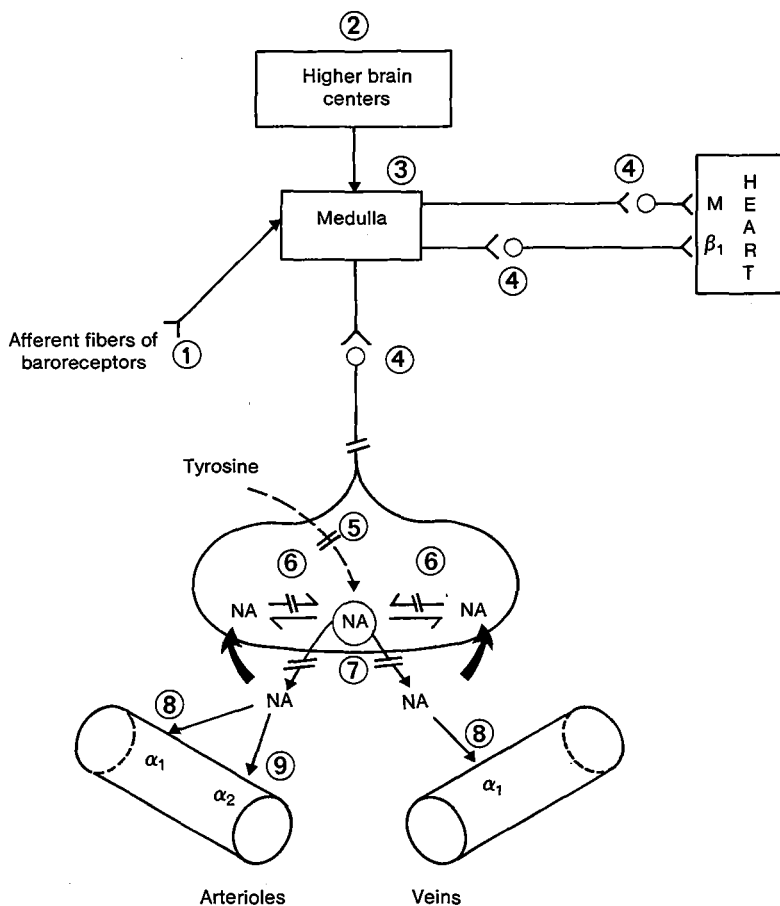 ②
Higher brain
centers
③
Medulla
④
M
β₁
HEART
④
Afferent fibers of
baroreceptors
①
④
Tyrosine
⑤
⑥ ⑥
NA NA NA
⑦
NA NA
⑧ ⑧
⑨
α₁ α₂ α₁
Arterioles Veins